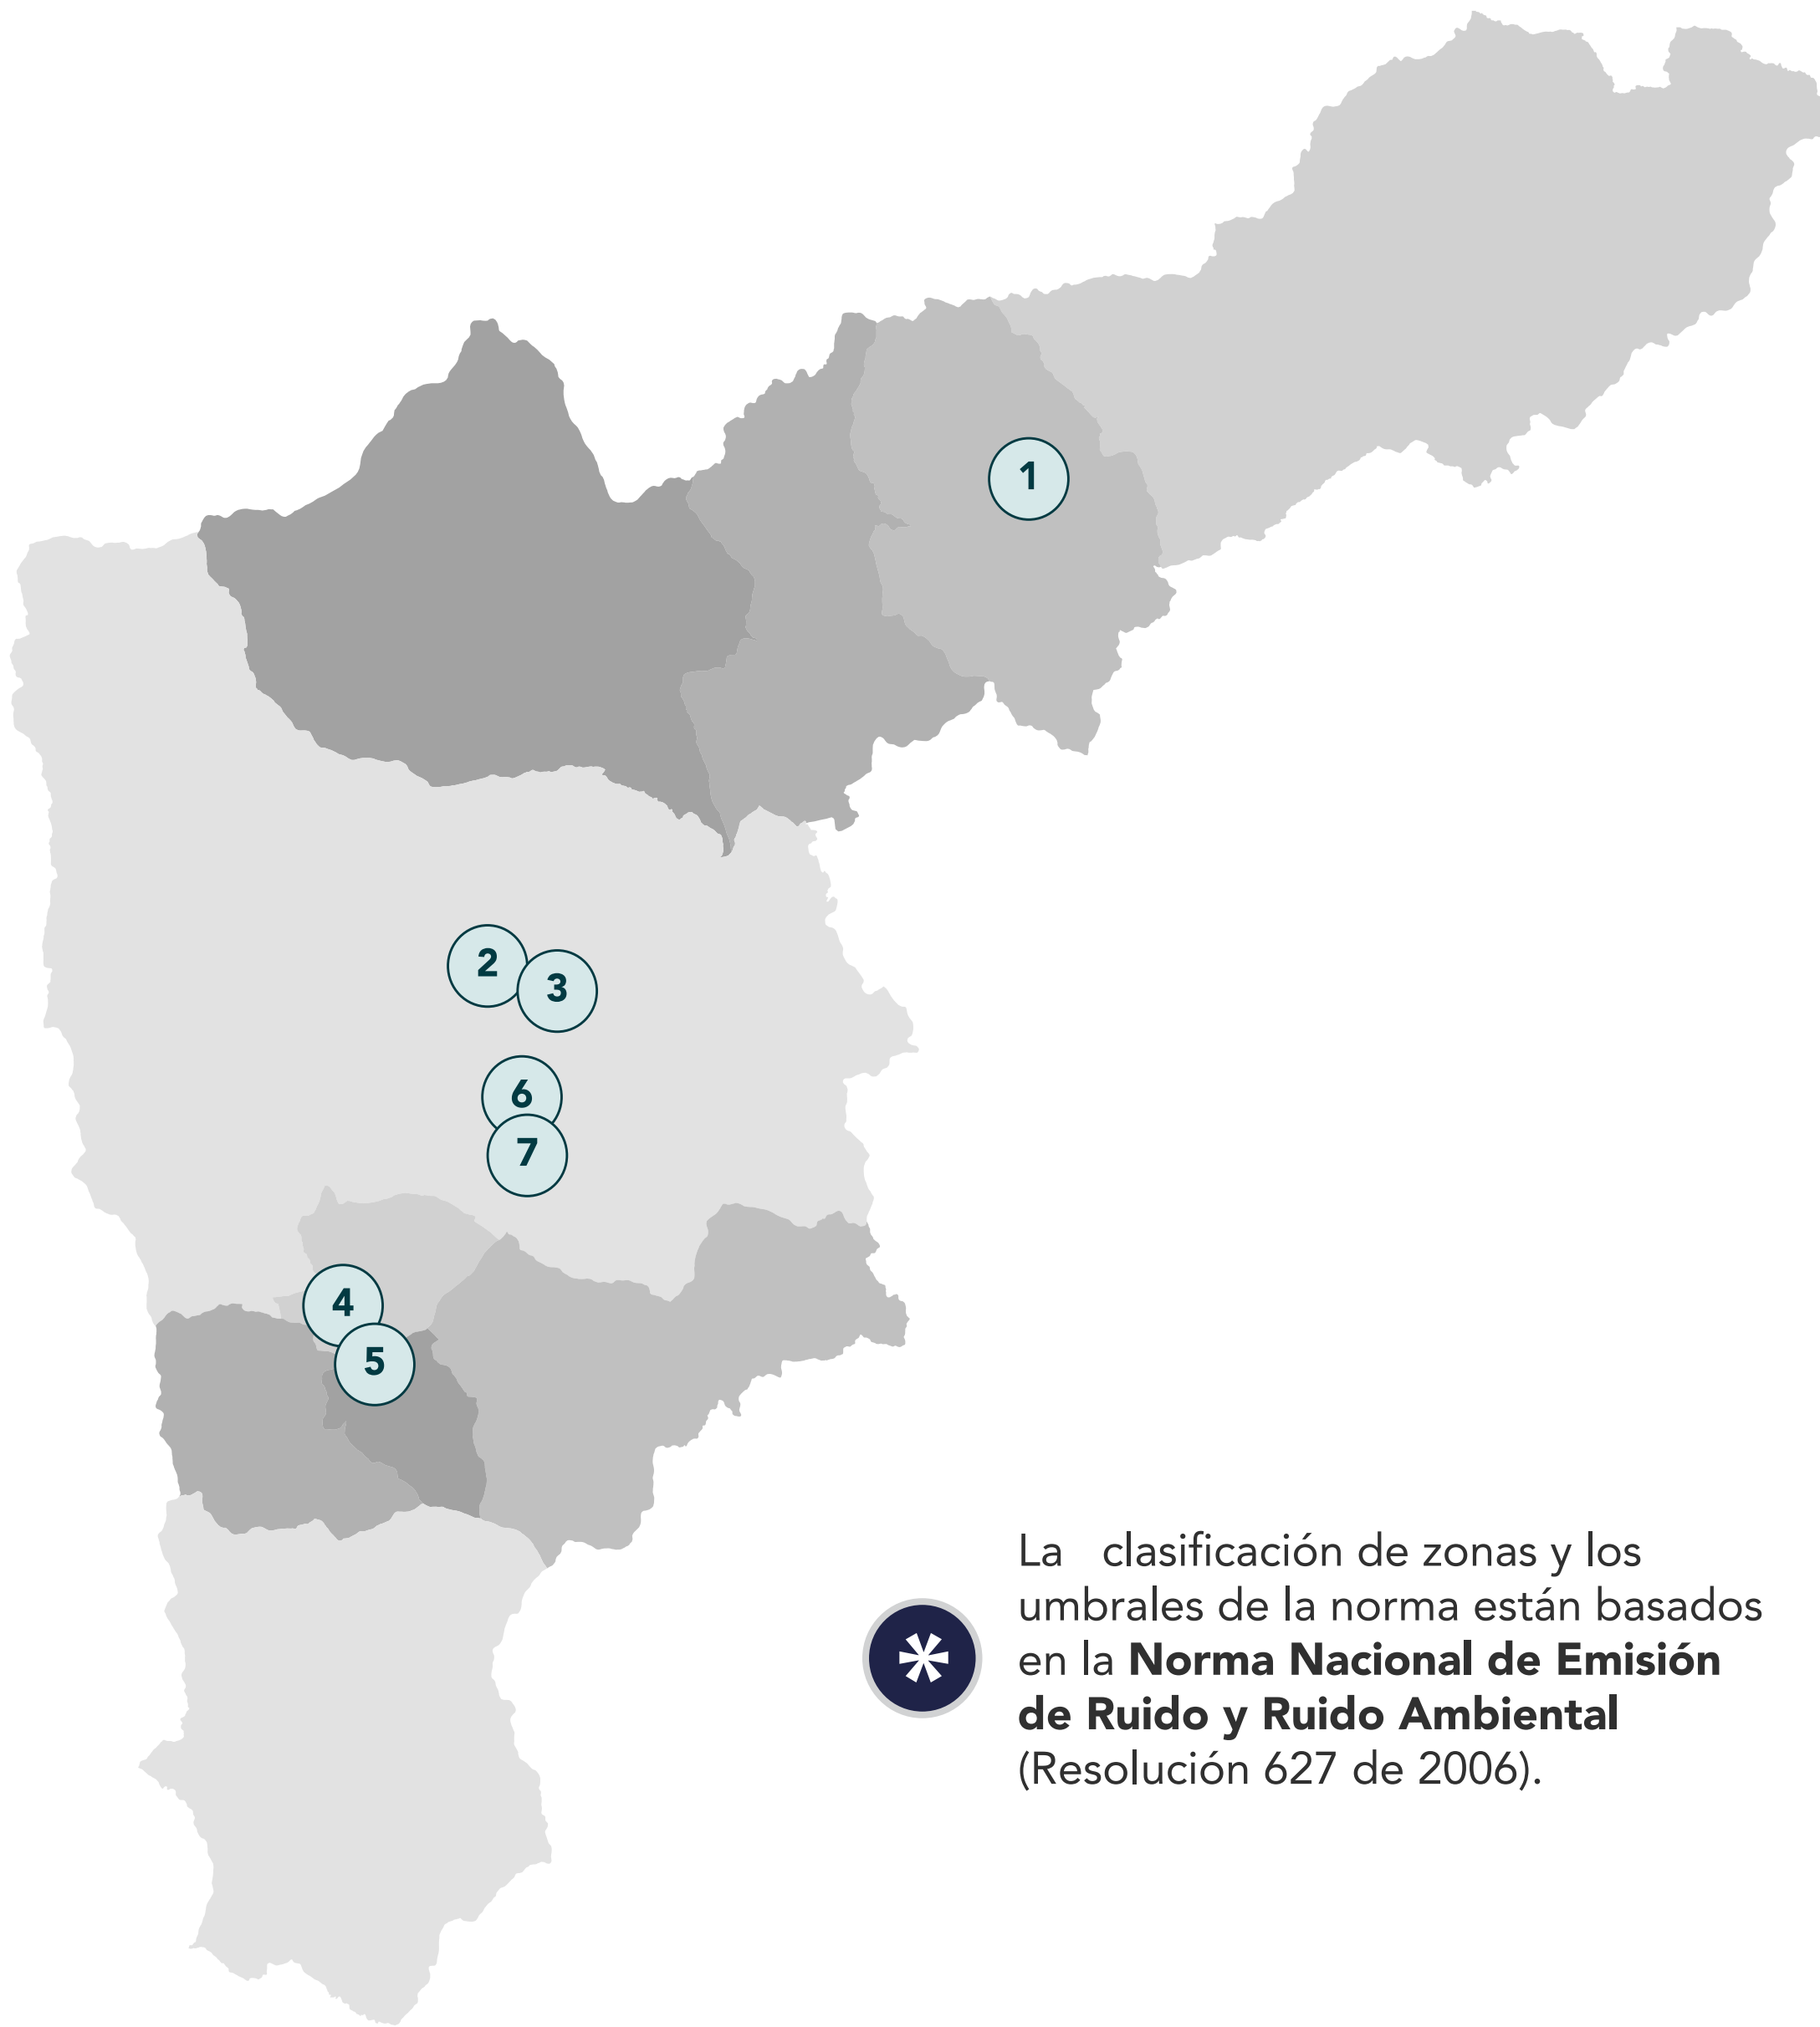 1
2
3
6
7
4
5
La clasificación de zonas y los
umbrales de la norma están basados
en la Norma Nacional de Emisión
de Ruido y Ruido Ambiental
(Resolución 627 de 2006).